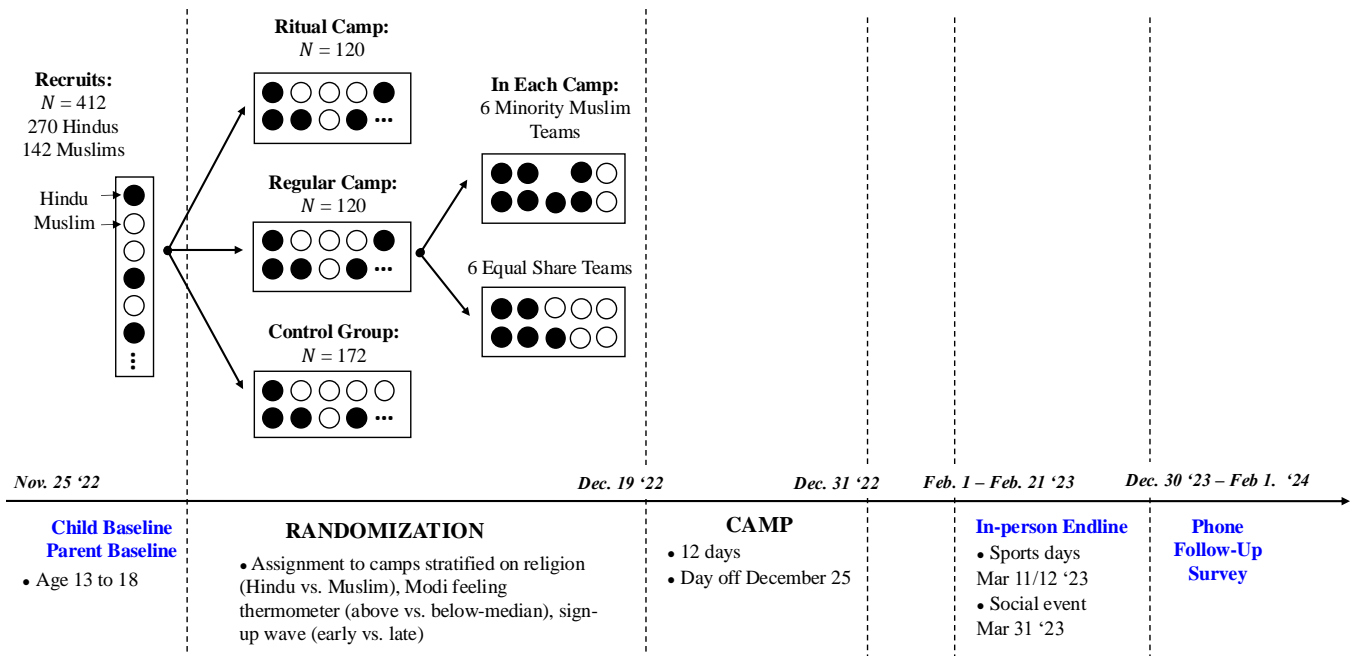 Recruits:
N = 412
270 Hindus
142 Muslims
Hindu
Muslim
Ritual Camp:
N = 120
Regular Camp:
N = 120
Control Group:
N = 172
In Each Camp:
6 Minority Muslim
Teams
6 Equal Share Teams
Nov. 25 ‘22
Dec. 19 ‘22
Dec. 31 ‘22
Feb. 1 – Feb. 21 ‘23
Dec. 30 ‘23 – Feb 1. ‘24
Child Baseline
Parent Baseline
• Age 13 to 18
RANDOMIZATION
• Assignment to camps stratified on religion
(Hindu vs. Muslim), Modi feeling
thermometer (above vs. below-median), sign-
up wave (early vs. late)
CAMP
• 12 days
• Day off December 25
In-person Endline
• Sports days
Mar 11/12 ‘23
• Social event
Mar 31 ‘23
Phone
Follow-Up
Survey